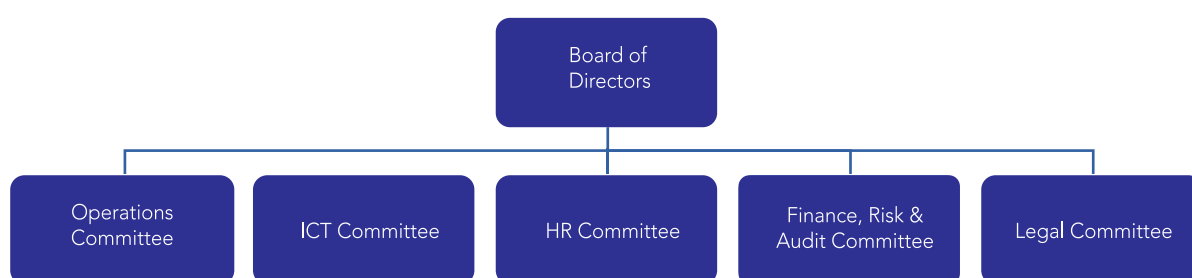 Board of
Directors
Operations
Committee
ICT Committee
HR Committee
Finance, Risk &
Audit Committee
Legal Committee